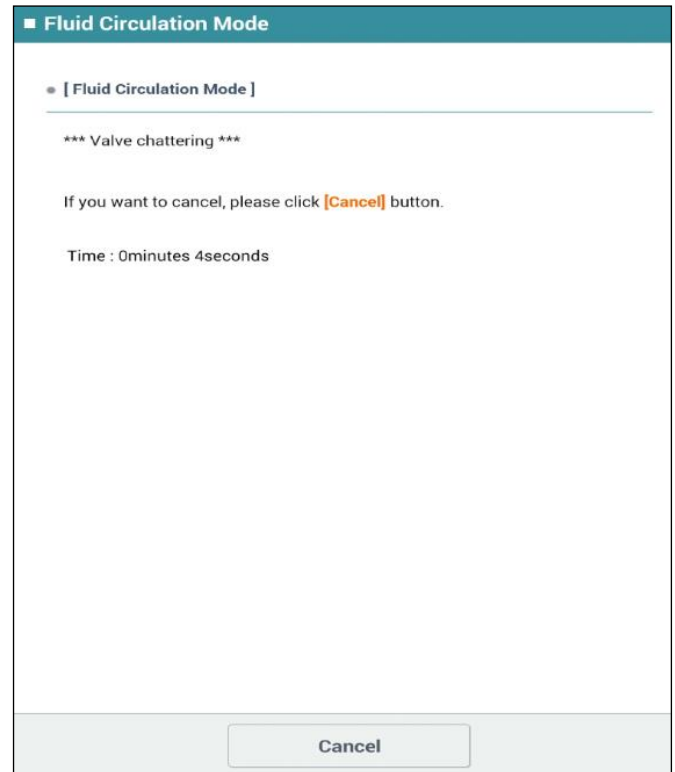 Fluid Circulation Mode
[ Fluid Circulation Mode ]
*** Valve chattering ***
If you want to cancel, please click [Cancel] button.
Time : 0minutes 4seconds
Cancel